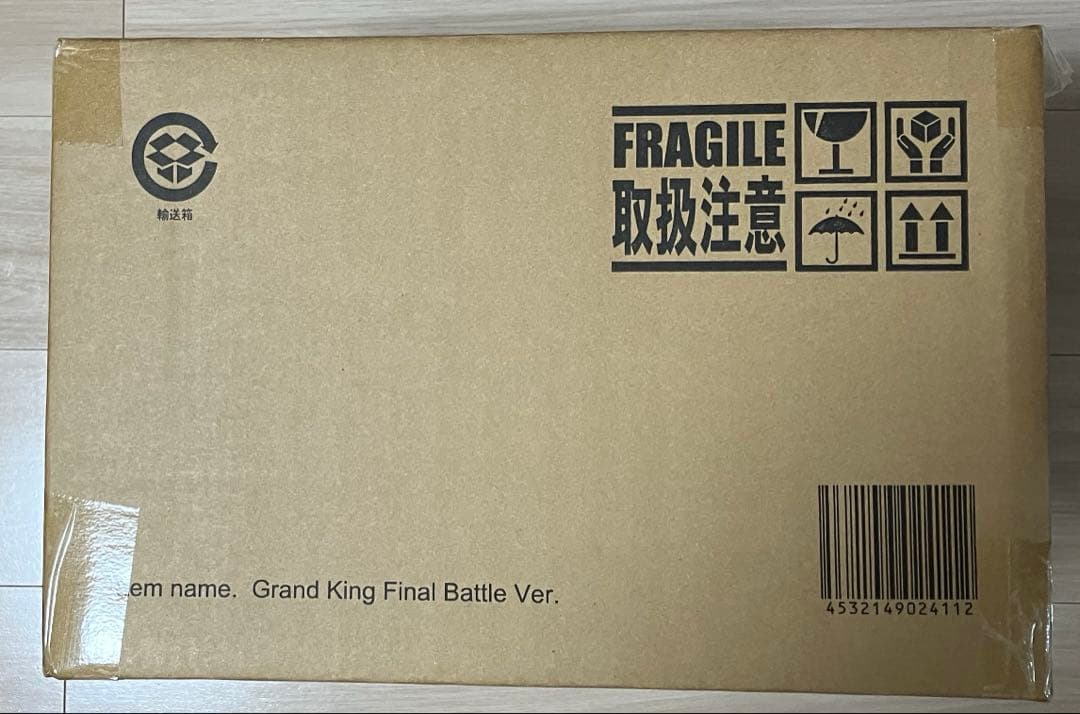 輸送箱
FRAGILE
取扱注意
em name. Grand King Final Battle Ver.
4532149024112